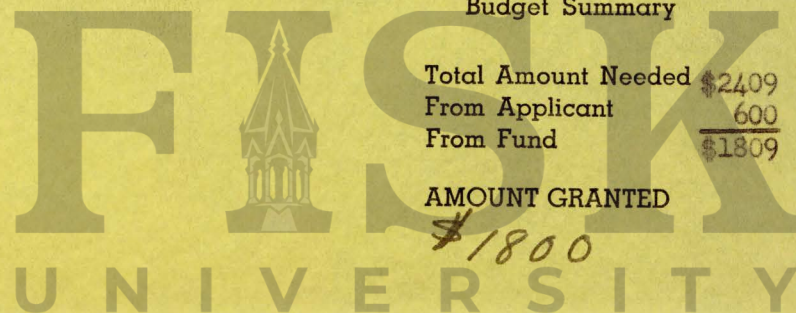 Budget Summary
Total Amount Needed $2409
From Applicant 600
From Fund $1809
AMOUNT GRANTED
$1800
FISK
UNIVERSITY